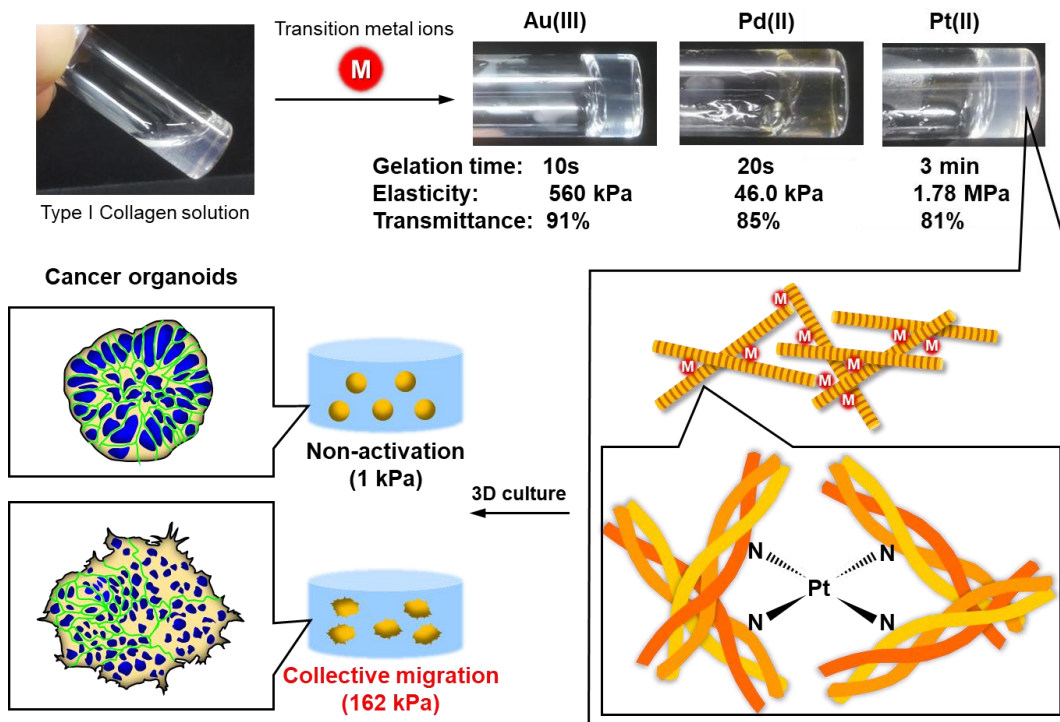 Transition metal ions
M
Au(III)
Pd(II)
Pt(II)
Type I Collagen solution
Gelation time: 10s 20s 3 min
Elasticity: 560 kPa 46.0 kPa 1.78 MPa
Transmittance: 91% 85% 81%
Cancer organoids
Non-activation
(1 kPa)
3D culture
Collective migration
(162 kPa)
M
M
M
M
M
M
M
M
N
N
Pt
N
N